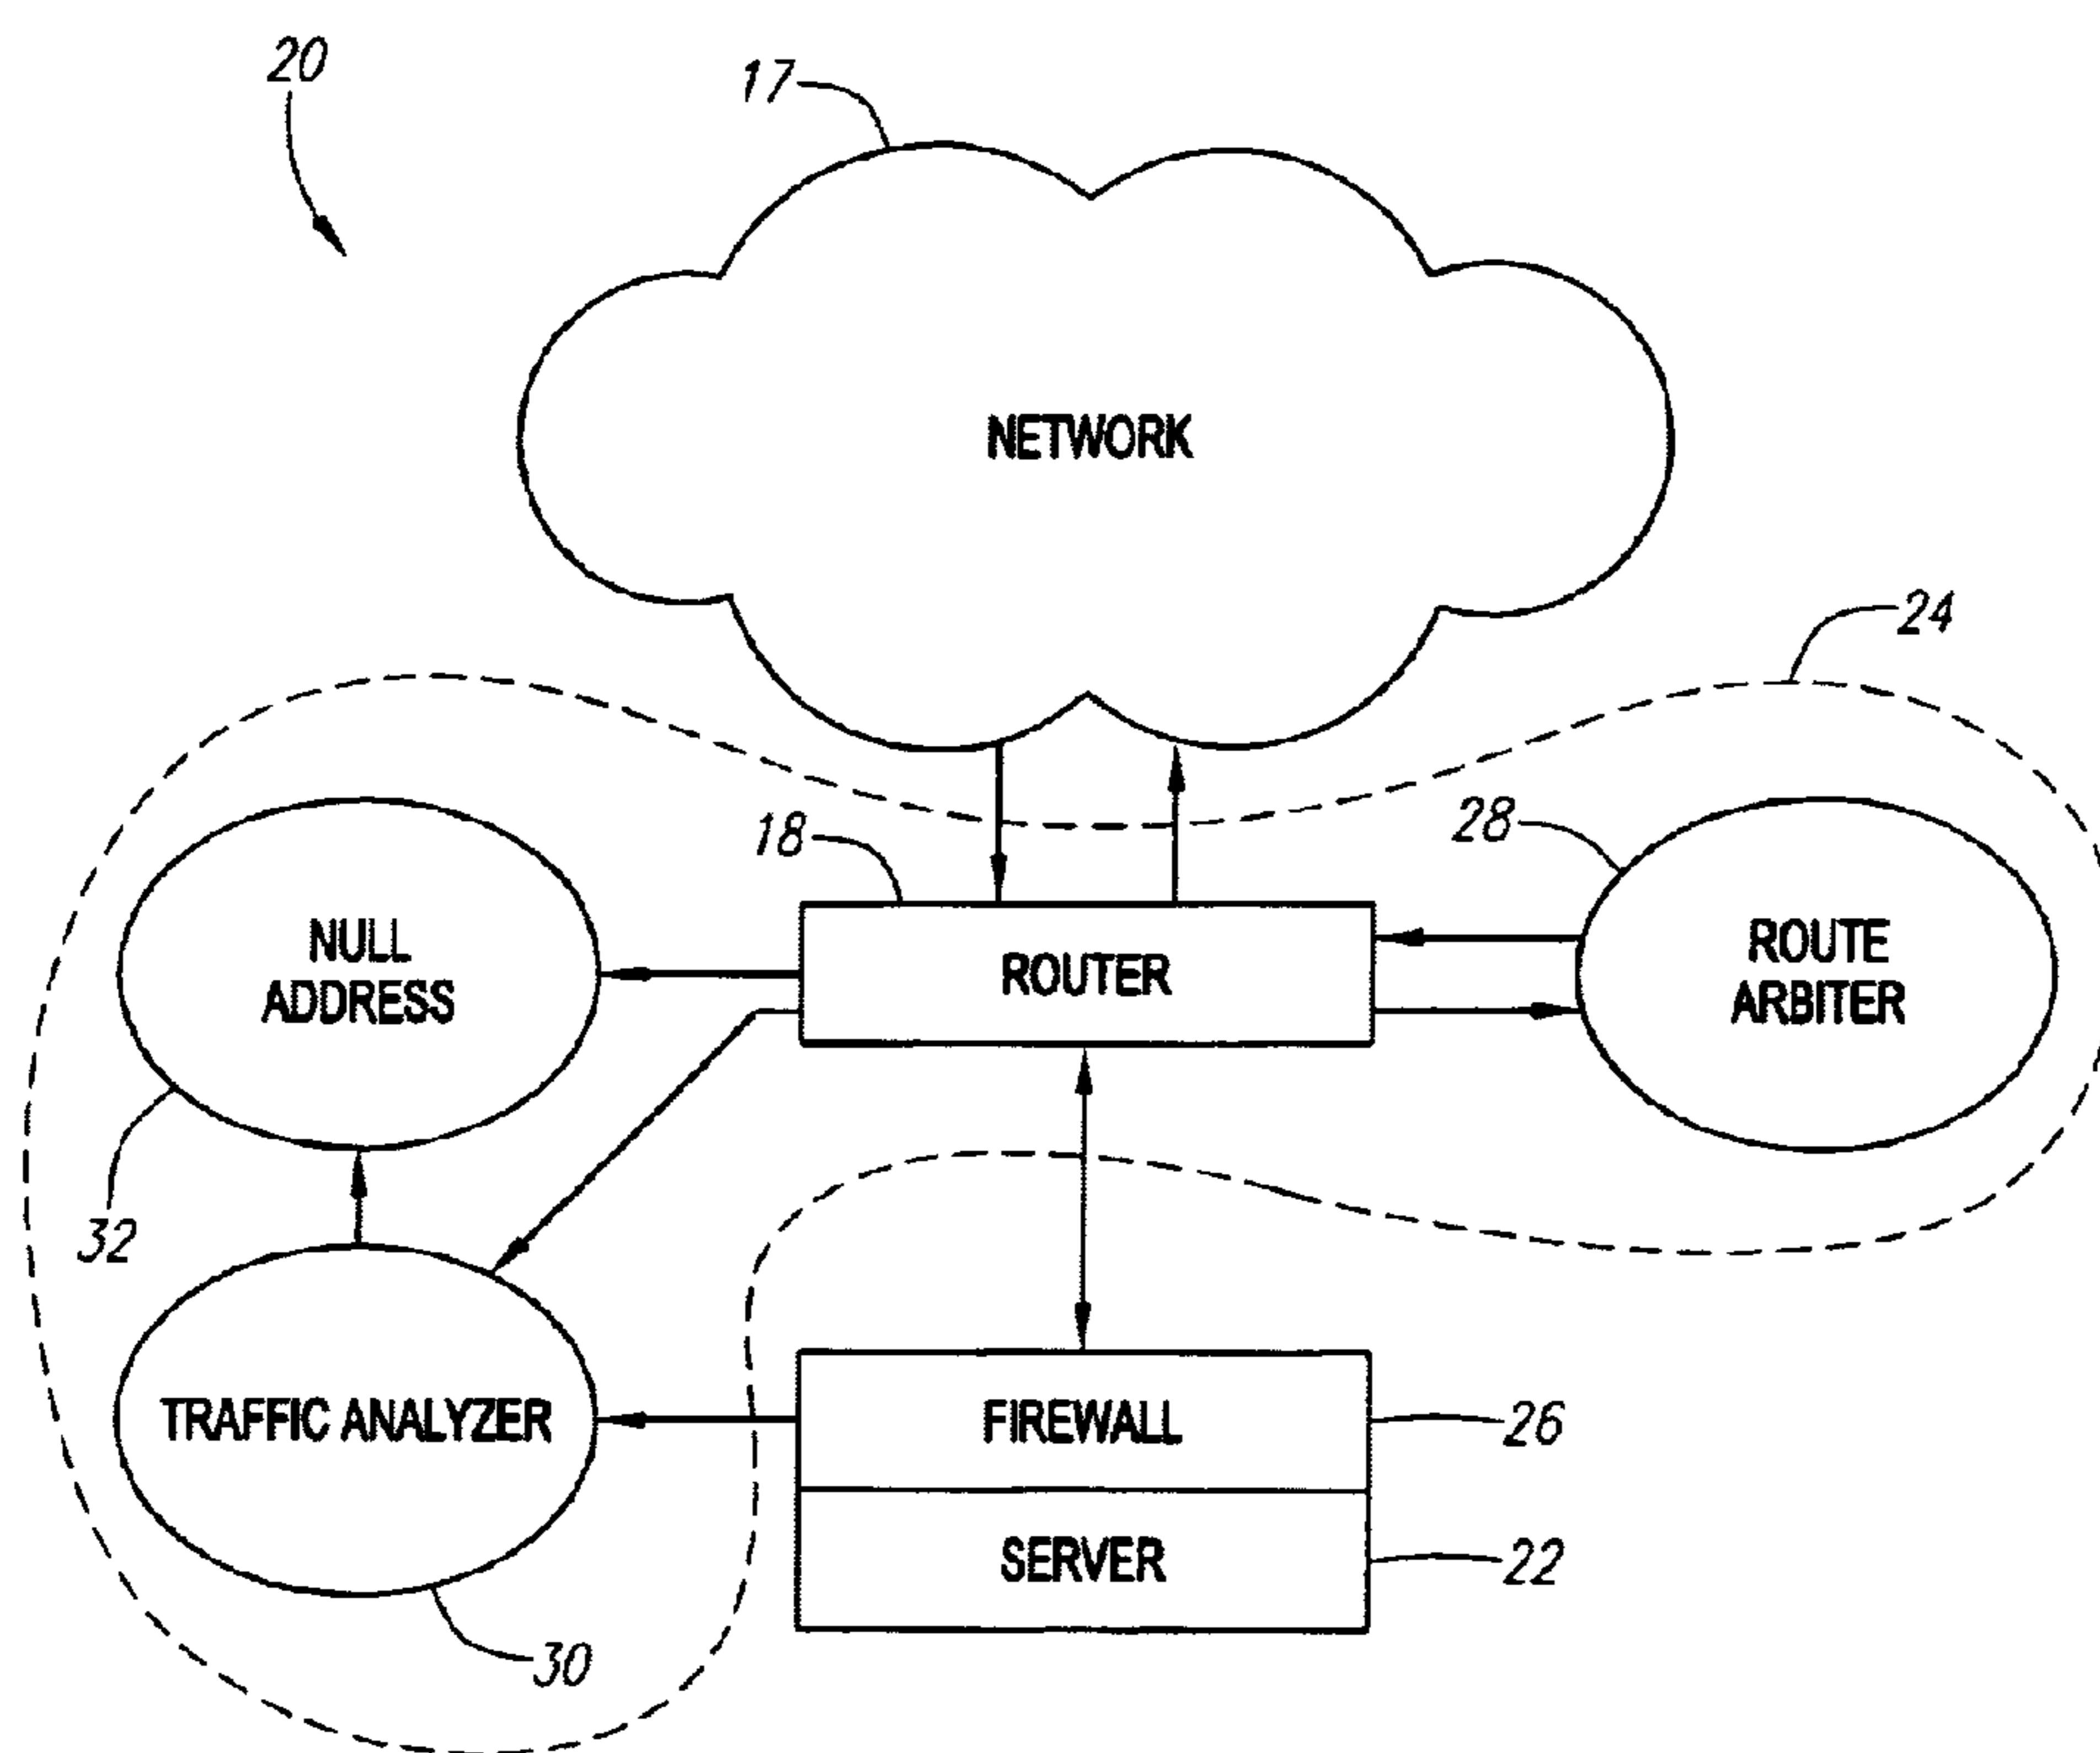 20
17
NETWORK
24
18
28
NULL
ADDRESS
ROUTER
ROUTE
ARBITER
32
TRAFFIC ANALYZER
FIREWALL
26
SERVER
22
30